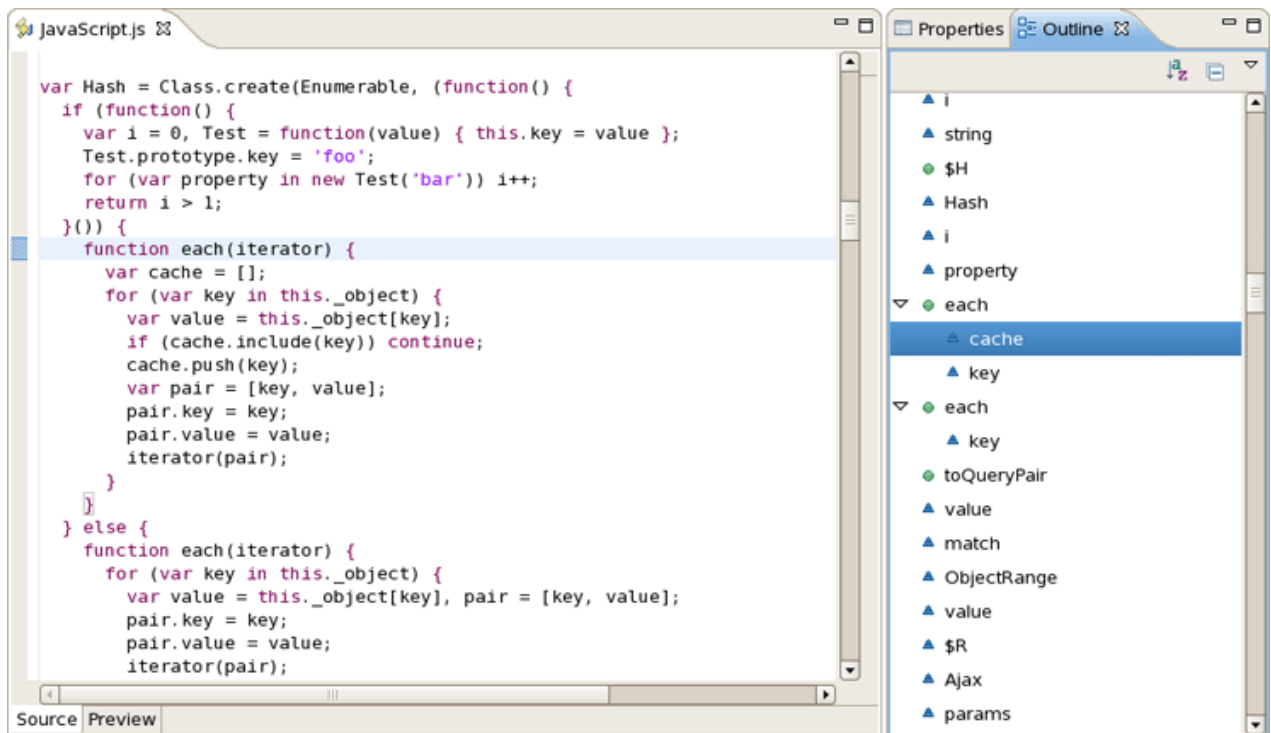 JavaScript.js
var Hash = Class.create(Enumerable, (function() {
  if (function() {
    var i = 0, Test = function(value) { this.key = value };
    Test.prototype.key = 'foo';
    for (var property in new Test('bar')) i++;
    return i > 1;
  }()) {
    function each(iterator) {
      var cache = [];
      for (var key in this._object) {
        var value = this._object[key];
        if (cache.include(key)) continue;
        cache.push(key);
        var pair = [key, value];
        pair.key = key;
        pair.value = value;
        iterator(pair);
      }
    }
  } else {
    function each(iterator) {
      for (var key in this._object) {
        var value = this._object[key], pair = [key, value];
        pair.key = key;
        pair.value = value;
        iterator(pair);
Source Preview
Properties Outline
i
string
$H
Hash
i
property
each
cache
key
each
key
toQueryPair
value
match
ObjectRange
value
$R
Ajax
params